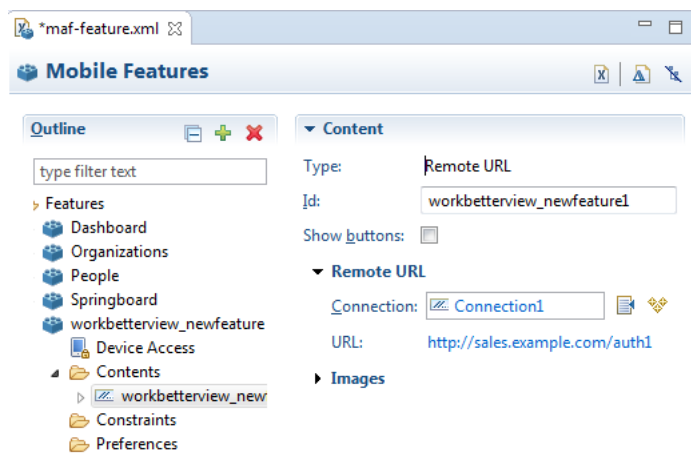 *maf-feature.xml
Mobile Features
Outline
type filter text
Features
Dashboard
Organizations
People
Springboard
workbetterview_newfeature
Device Access
Contents
workbetterview_new
Constraints
Preferences
Content
Type: Remote URL
Id: workbetterview_newfeature1
Show buttons:
Remote URL
Connection: Connection1
URL: http://sales.example.com/auth1
Images